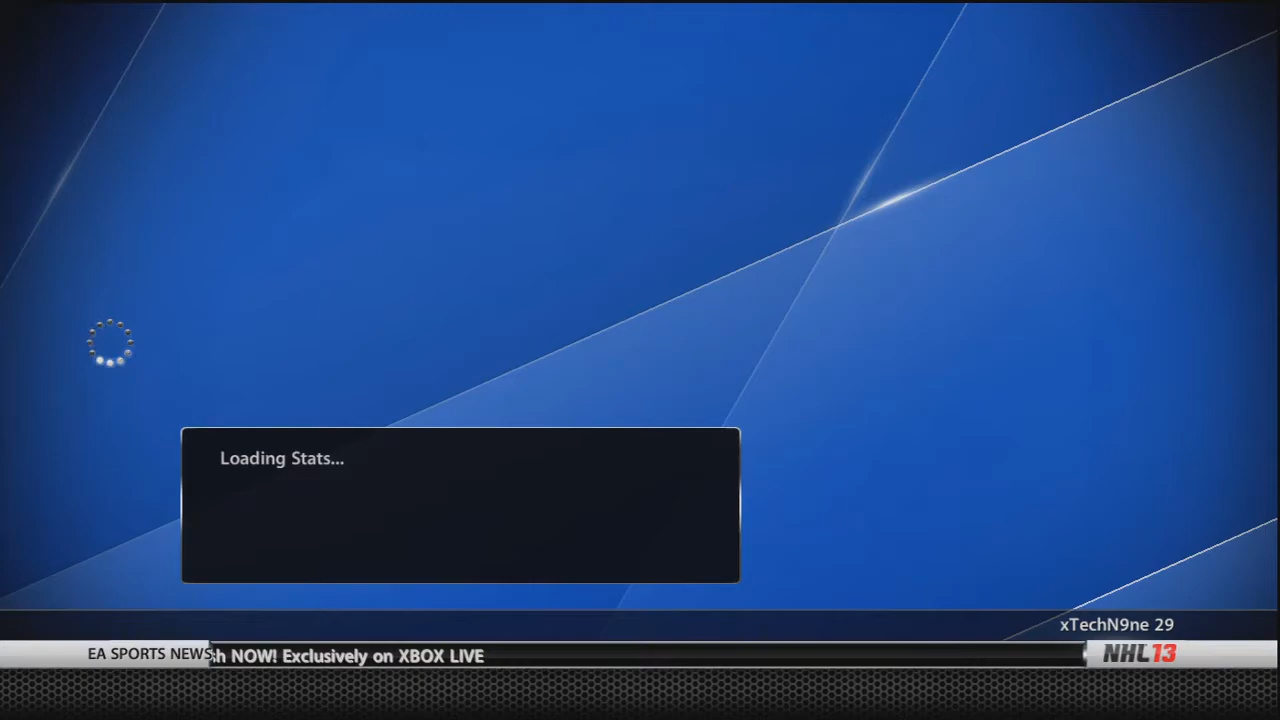 Loading Stats...
xTechN9ne 29
EA SPORTS NEWS
h NOW! Exclusively on XBOX LIVE
NHL13